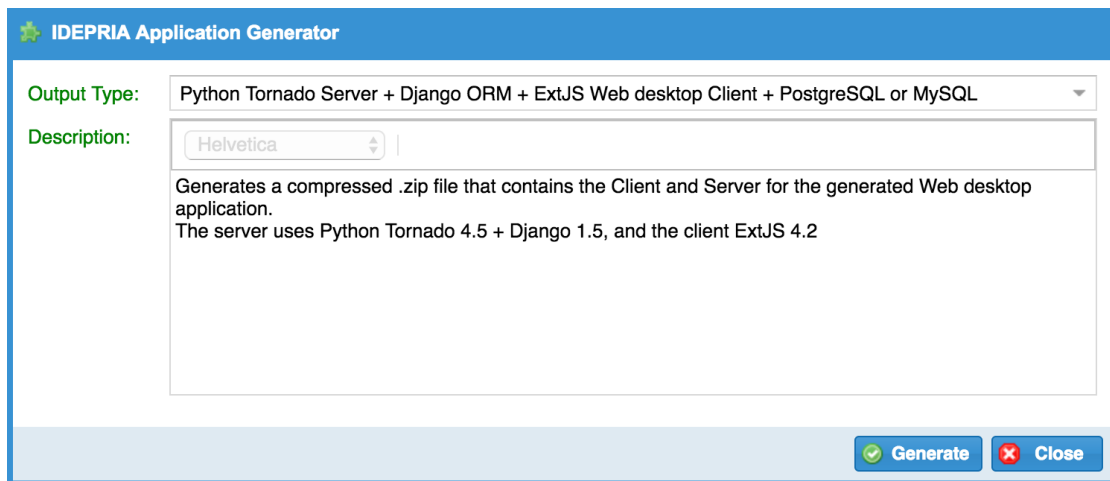 IDEPRIA Application Generator
Output Type: Python Tornado Server + Django ORM + ExtJS Web desktop Client + PostgreSQL or MySQL
Description: Helvetica
Generates a compressed .zip file that contains the Client and Server for the generated Web desktop
application.
The server uses Python Tornado 4.5 + Django 1.5, and the client ExtJS 4.2
Generate Close